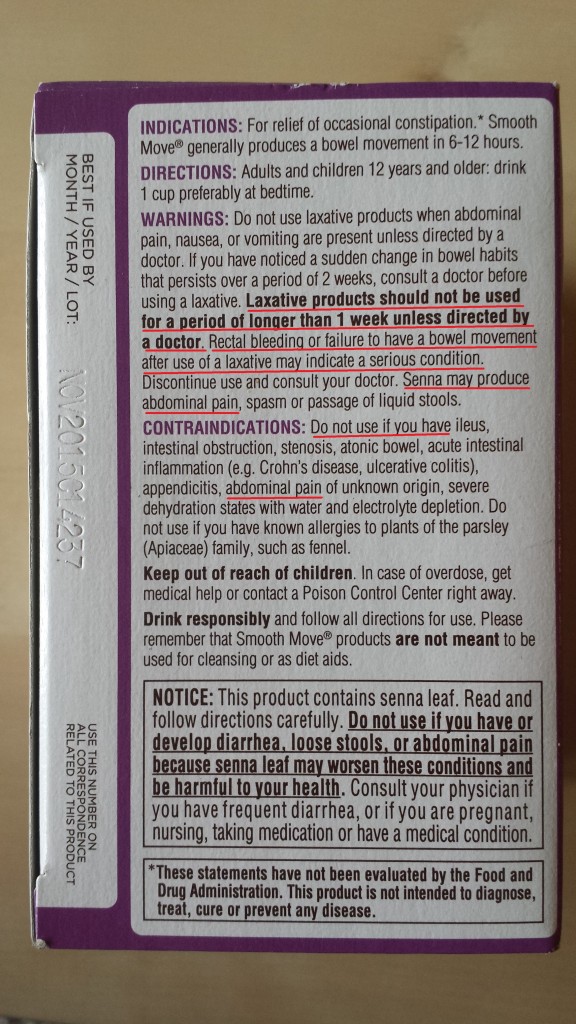 INDICATIONS: For relief of occasional constipation.* Smooth
Move® generally produces a bowel movement in 6-12 hours.
DIRECTIONS: Adults and children 12 years and older: drink
1 cup preferably at bedtime.
WARNINGS: Do not use laxative products when abdominal
pain, nausea, or vomiting are present unless directed by a
doctor. If you have noticed a sudden change in bowel habits
that persists over a period of 2 weeks, consult a doctor before
using a laxative. Laxative products should not be used
for a period of longer than 1 week unless directed by
a doctor. Rectal bleeding or failure to have a bowel movement
after use of a laxative may indicate a serious condition.
Discontinue use and consult your doctor. Senna may produce
abdominal pain, spasm or passage of liquid stools.
CONTRAINDICATIONS: Do not use if you have ileus,
intestinal obstruction, stenosis, atonic bowel, acute intestinal
inflammation (e.g. Crohn's disease, ulcerative colitis),
appendicitis, abdominal pain of unknown origin, severe
dehydration states with water and electrolyte depletion. Do
not use if you have known allergies to plants of the parsley
(Apiaceae) family, such as fennel.
Keep out of reach of children. In case of overdose, get
medical help or contact a Poison Control Center right away.
Drink responsibly and follow all directions for use. Please
remember that Smooth Move® products are not meant to be
used for cleansing or as diet aids.
NOTICE: This product contains senna leaf. Read and
follow directions carefully. Do not use if you have or
develop diarrhea, loose stools, or abdominal pain
because senna leaf may worsen these conditions and
be harmful to your health. Consult your physician if
you have frequent diarrhea, or if you are pregnant,
nursing, taking medication or have a medical condition.
*These statements have not been evaluated by the Food and
Drug Administration. This product is not intended to diagnose,
treat, cure or prevent any disease.
BEST IF USED BY
MONTH / YEAR / LOT:
NOV2015014237
USE THIS NUMBER ON
ALL CORRESPONDENCE
RELATED TO THIS PRODUCT